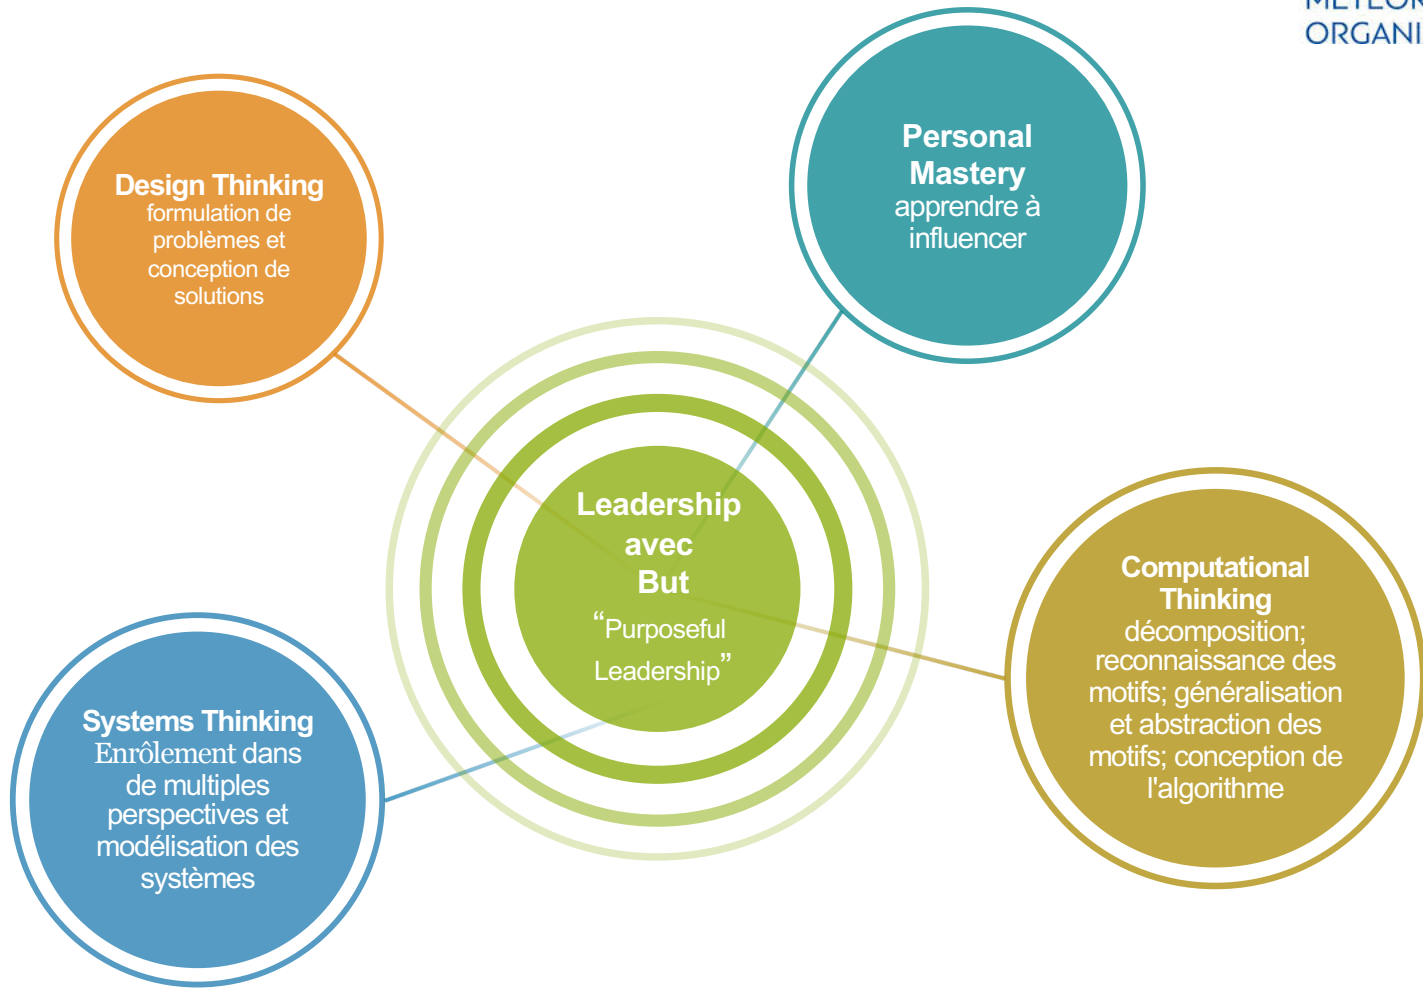 ORGANI
Design Thinking
formulation de
problèmes et
conception de
solutions
Personal
Mastery
apprendre à
influencer
Leadership
avec
But
“Purposeful
Leadership”
Computational
Thinking
décomposition;
reconnaissance des
motifs; généralisation
et abstraction des
motifs; conception de
l'algorithme
Systems Thinking
Enrôlement dans
de multiples
perspectives et
modélisation des
systèmes